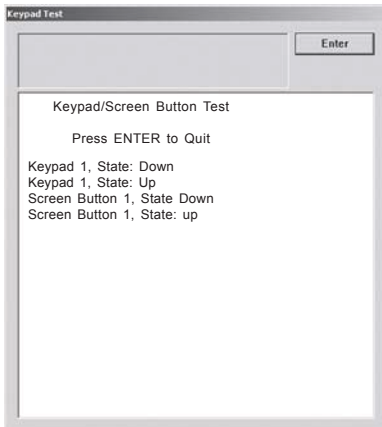 Keypad Test
Enter
Keypad/Screen Button Test
Press ENTER to Quit
Keypad 1, State: Down
Keypad 1, State: Up
Screen Button 1, State Down
Screen Button 1, State: up